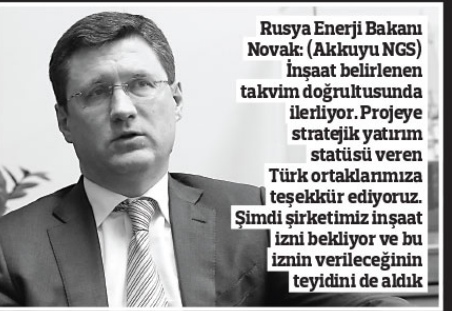 Rusya Enerji Bakanı
Novak: (Akkuyu NGS)
İnşaat belirlenen
takvim doğrultusunda
ilerliyor. Projeye
stratejik yatırım
statüsü veren
Türk ortaklarımıza
teşekkür ediyoruz.
Şimdi şirketimiz inşaat
izni bekliyor ve bu
iznin verileceğinin
teyidini de aldık